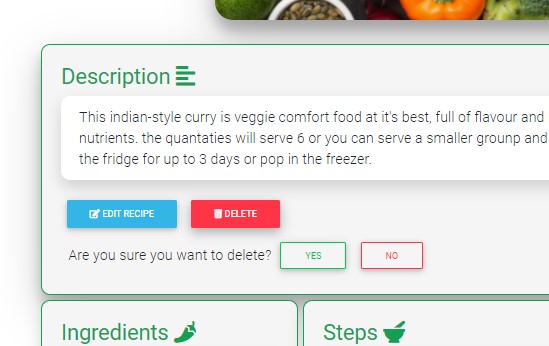 Description
This indian-style curry is veggie comfort food at it's best, full of flavour and
nutrients. the quantaties will serve 6 or you can serve a smaller grounp and
the fridge for up to 3 days or pop in the freezer.
EDIT RECIPE DELETE
Are you sure you want to delete? YES NO
Ingredients Steps